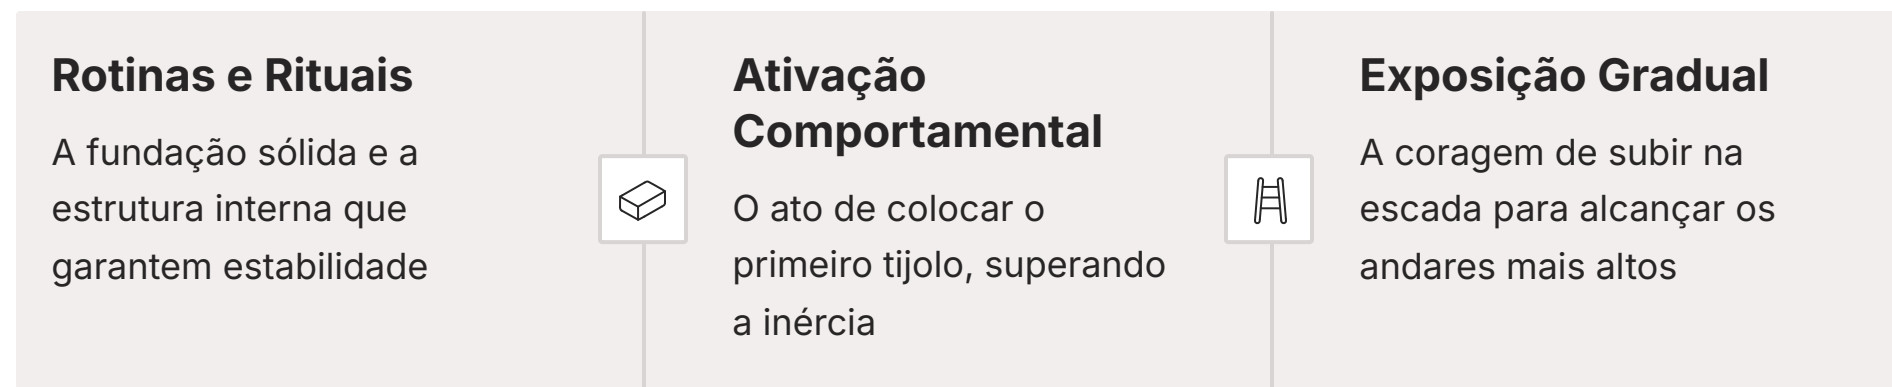 Rotinas e Rituais
A fundação sólida e a
estrutura interna que
garantem estabilidade
Ativação
Comportamental
O ato de colocar o
primeiro tijolo, superando
a inércia
Exposição Gradual
A coragem de subir na
escada para alcançar os
andares mais altos